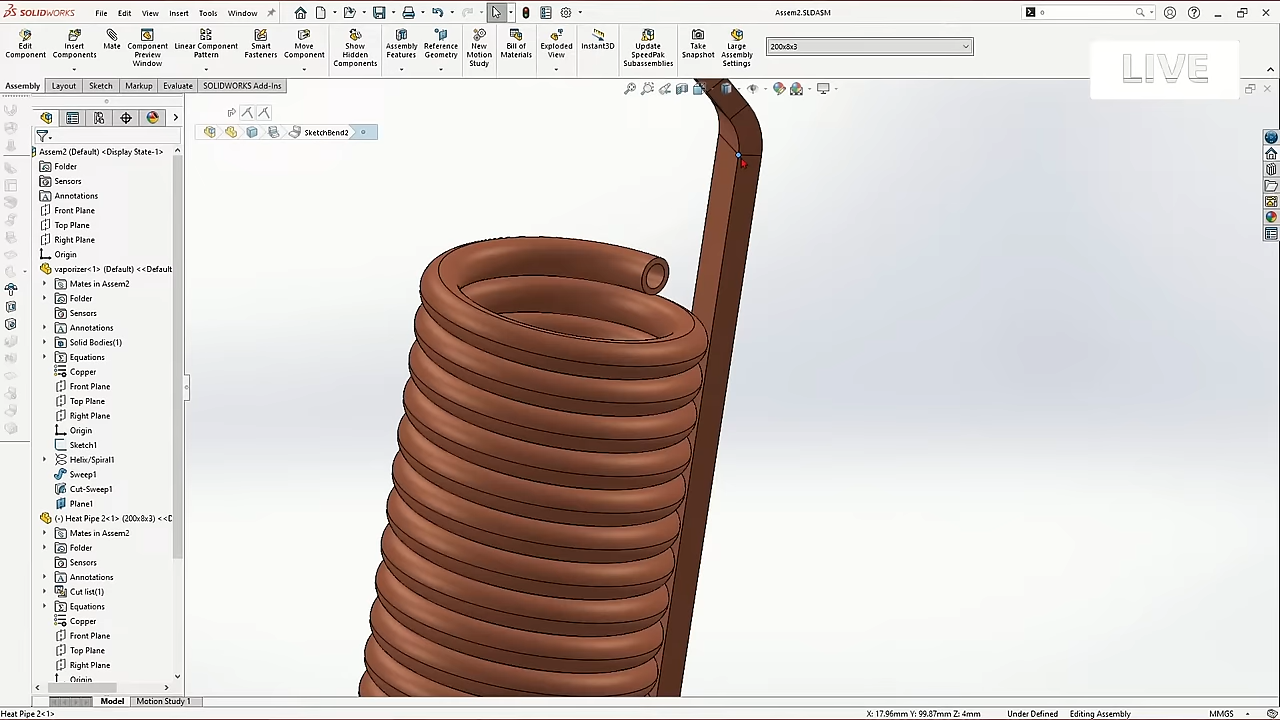 SOLIDWORKS
File Edit View Insert Tools Window
Assem2.SLDASM
Edit Component
Insert Components
Mate
Component Preview Window
Linear Component Pattern
Smart Fasteners
Move Component
Show Hidden Components
Assembly Features
Reference Geometry
New Motion Study
Bill of Materials
Exploded View
Instant3D
Update SpeedPak Subassemblies
Take Snapshot
Large Assembly Settings
200x8x3
LIVE
Assembly Layout Sketch Markup Evaluate SOLIDWORKS Add-Ins
SketchBend2
Assem2 (Default) <Display State-1>
Folder
Sensors
Annotations
Front Plane
Top Plane
Right Plane
Origin
vaporizer<1> (Default) <<Default
Mates in Assem2
Folder
Sensors
Annotations
Solid Bodies(1)
Equations
Copper
Front Plane
Top Plane
Right Plane
Origin
Sketch1
Helix/Spiral1
Sweep1
Cut-Sweep1
Plane1
(-) Heat Pipe 2<1> (200x8x3) <<D
Mates in Assem2
Folder
Sensors
Annotations
Cut list(1)
Equations
Copper
Front Plane
Top Plane
Right Plane
Origin
Model Motion Study 1
Heat Pipe 2<1>
X: 17.96mm Y: 99.87mm Z: 4mm Under Defined Editing Assembly MMGS